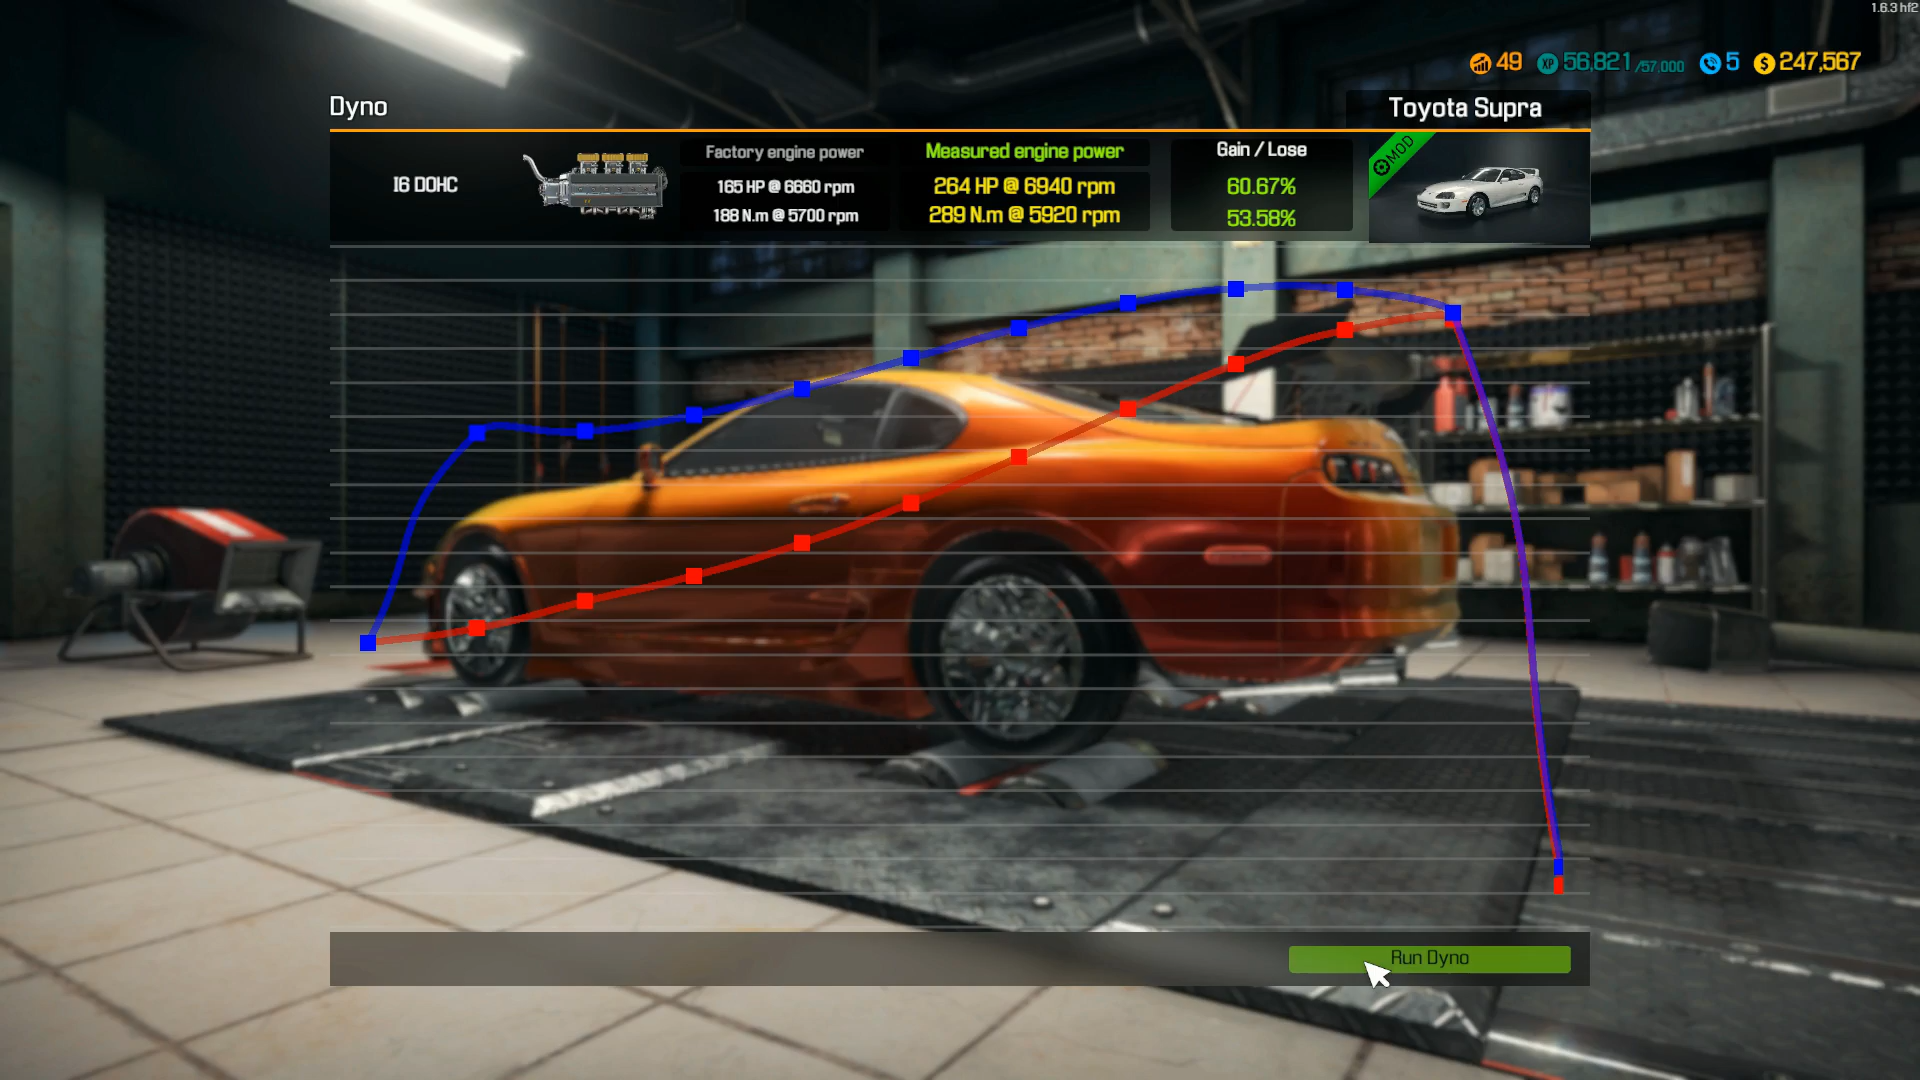 1.6.3 hf2
49 XP 56,821 /57,000 5 $ 247,567
Dyno
Toyota Supra
I6 DOHC
Factory engine power
165 HP @ 6660 rpm
188 N.m @ 5700 rpm
Measured engine power
264 HP @ 6940 rpm
289 N.m @ 5920 rpm
Gain / Lose
60.67%
53.58%
MOD
Run Dyno